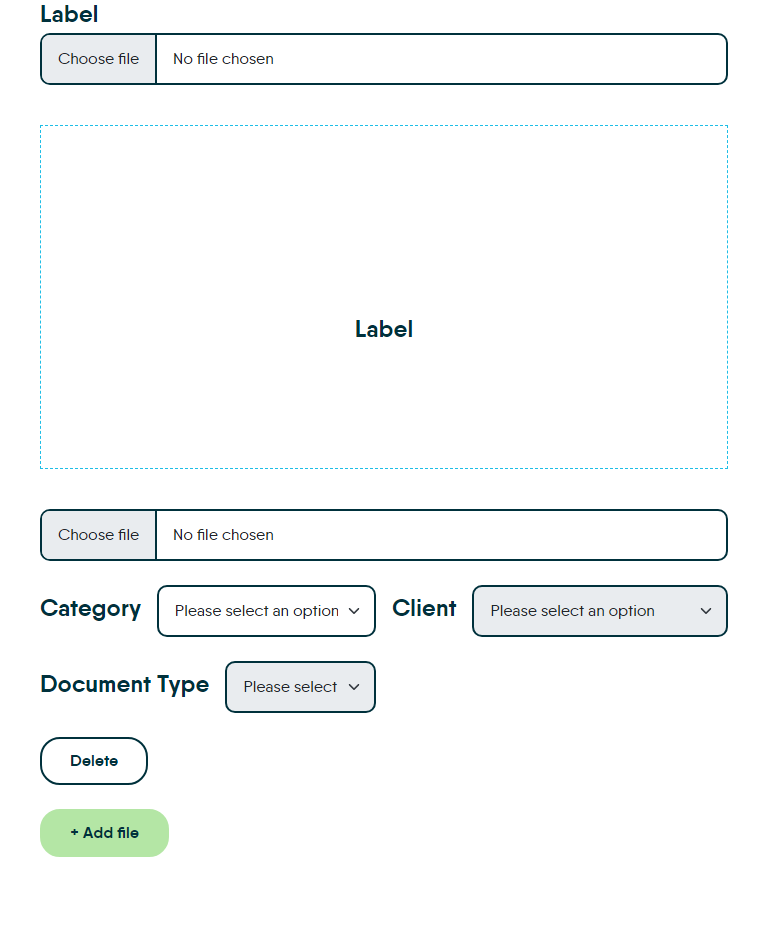 Label
Choose file No file chosen
Label
Choose file No file chosen
Category Please select an option Client Please select an option
Document Type Please select
Delete
+ Add file